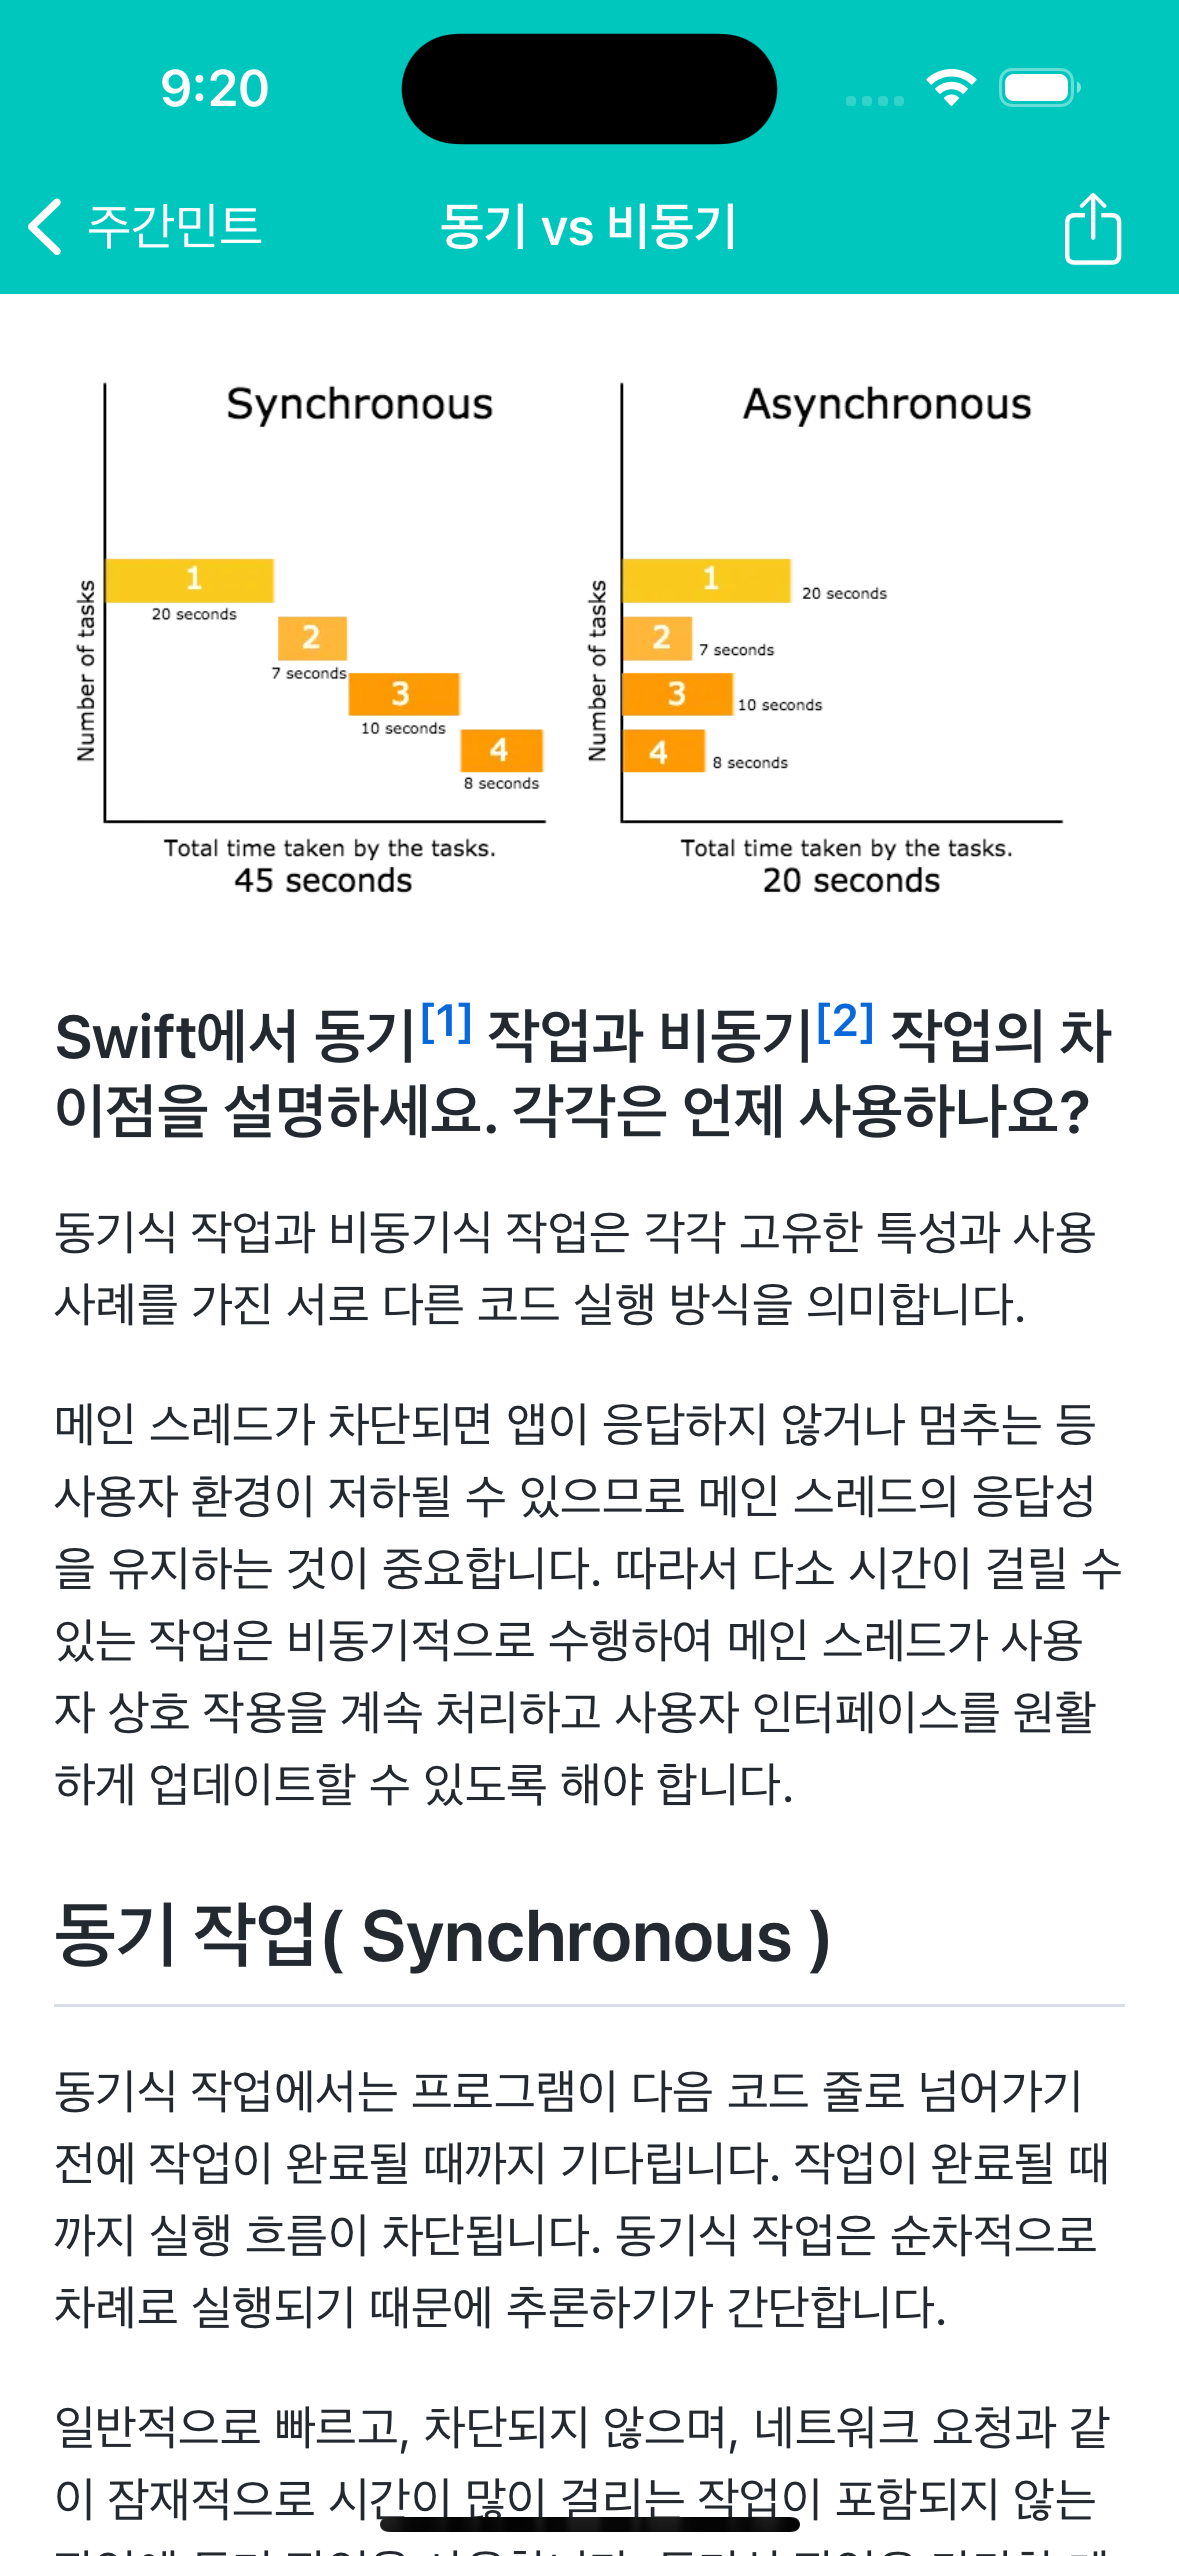 9:20
주간민트
동기 vs 비동기
Synchronous
Number of tasks
1
20 seconds
2
7 seconds
3
10 seconds
4
8 seconds
Total time taken by the tasks.
45 seconds
Asynchronous
Number of tasks
1
20 seconds
2
7 seconds
3
10 seconds
4
8 seconds
Total time taken by the tasks.
20 seconds
Swift에서 동기[1] 작업과 비동기[2] 작업의 차
이점을 설명하세요. 각각은 언제 사용하나요?
동기식 작업과 비동기식 작업은 각각 고유한 특성과 사용
사례를 가진 서로 다른 코드 실행 방식을 의미합니다.
메인 스레드가 차단되면 앱이 응답하지 않거나 멈추는 등
사용자 환경이 저하될 수 있으므로 메인 스레드의 응답성
을 유지하는 것이 중요합니다. 따라서 다소 시간이 걸릴 수
있는 작업은 비동기적으로 수행하여 메인 스레드가 사용
자 상호 작용을 계속 처리하고 사용자 인터페이스를 원활
하게 업데이트할 수 있도록 해야 합니다.
동기 작업( Synchronous )
동기식 작업에서는 프로그램이 다음 코드 줄로 넘어가기
전에 작업이 완료될 때까지 기다립니다. 작업이 완료될 때
까지 실행 흐름이 차단됩니다. 동기식 작업은 순차적으로
차례로 실행되기 때문에 추론하기가 간단합니다.
일반적으로 빠르고, 차단되지 않으며, 네트워크 요청과 같
이 잠재적으로 시간이 많이 걸리는 작업이 포함되지 않는